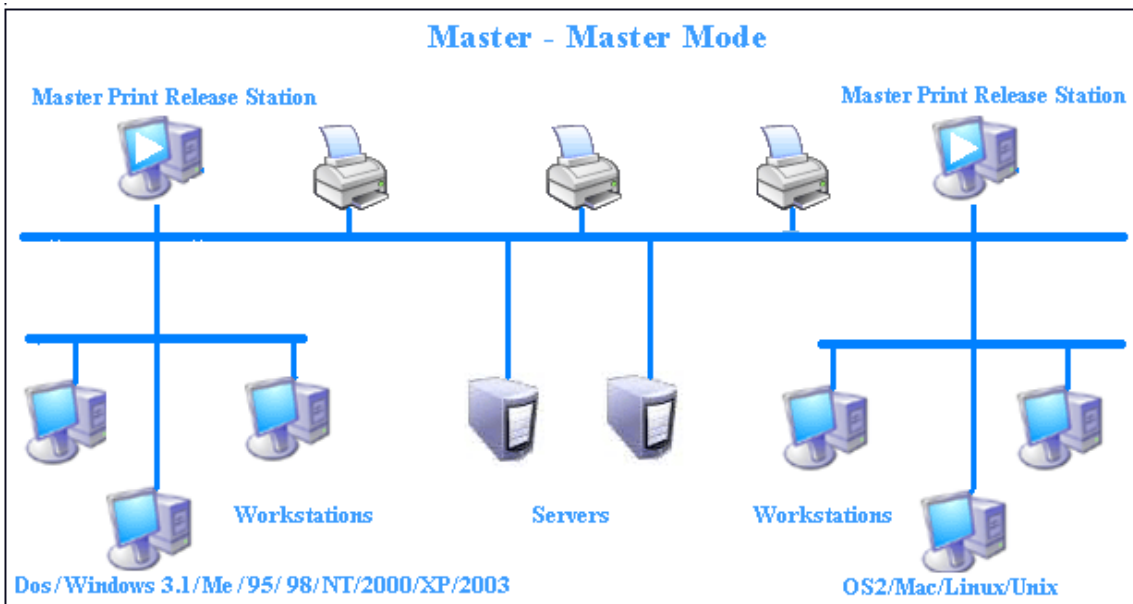 Master - Master Mode
Master Print Release Station
Master Print Release Station
Workstations
Servers
Workstations
Dos/Windows 3.1/Me/95/98/NT/2000/XP/2003
OS2/Mac/Linux/Unix